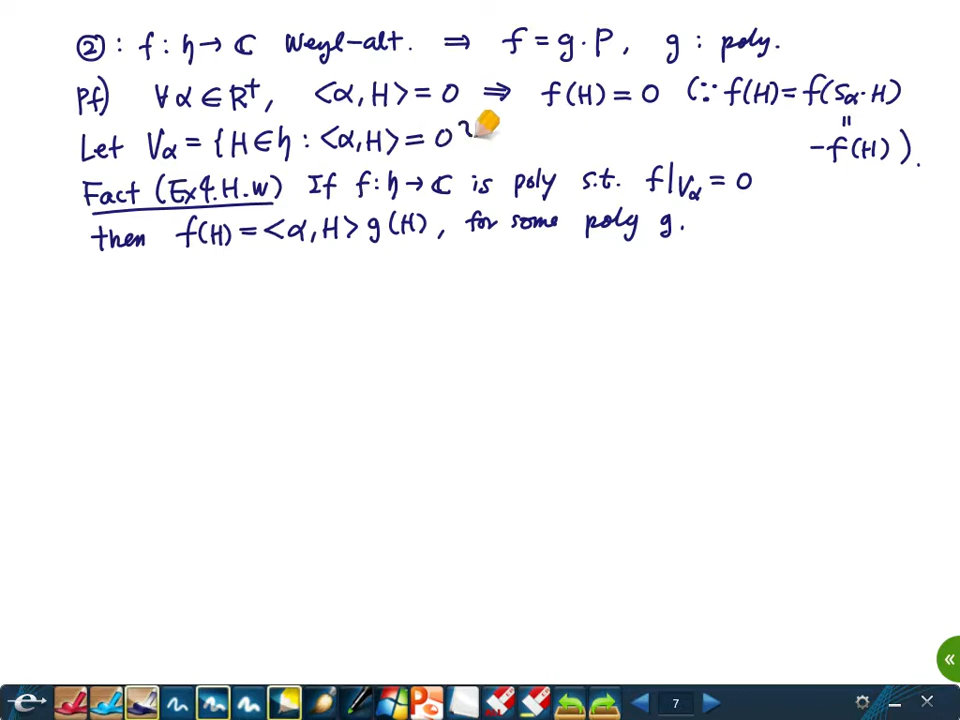 ② : f : 𝔥 → ℂ Weyl-alt. ⇒ f = g · P, g : poly.
Pf) ∀ α ∈ R⁺, <α, H> = 0 ⇒ f(H) = 0 (∵ f(H) = f(sα · H)
"
Let Vα = { H ∈ 𝔥 : <α, H> = 0 } -f(H) ).
Fact (Ex4. H.W) If f : 𝔥 → ℂ is poly s.t. f|Vα = 0
then f(H) = <α, H> g(H), for some poly g.
7